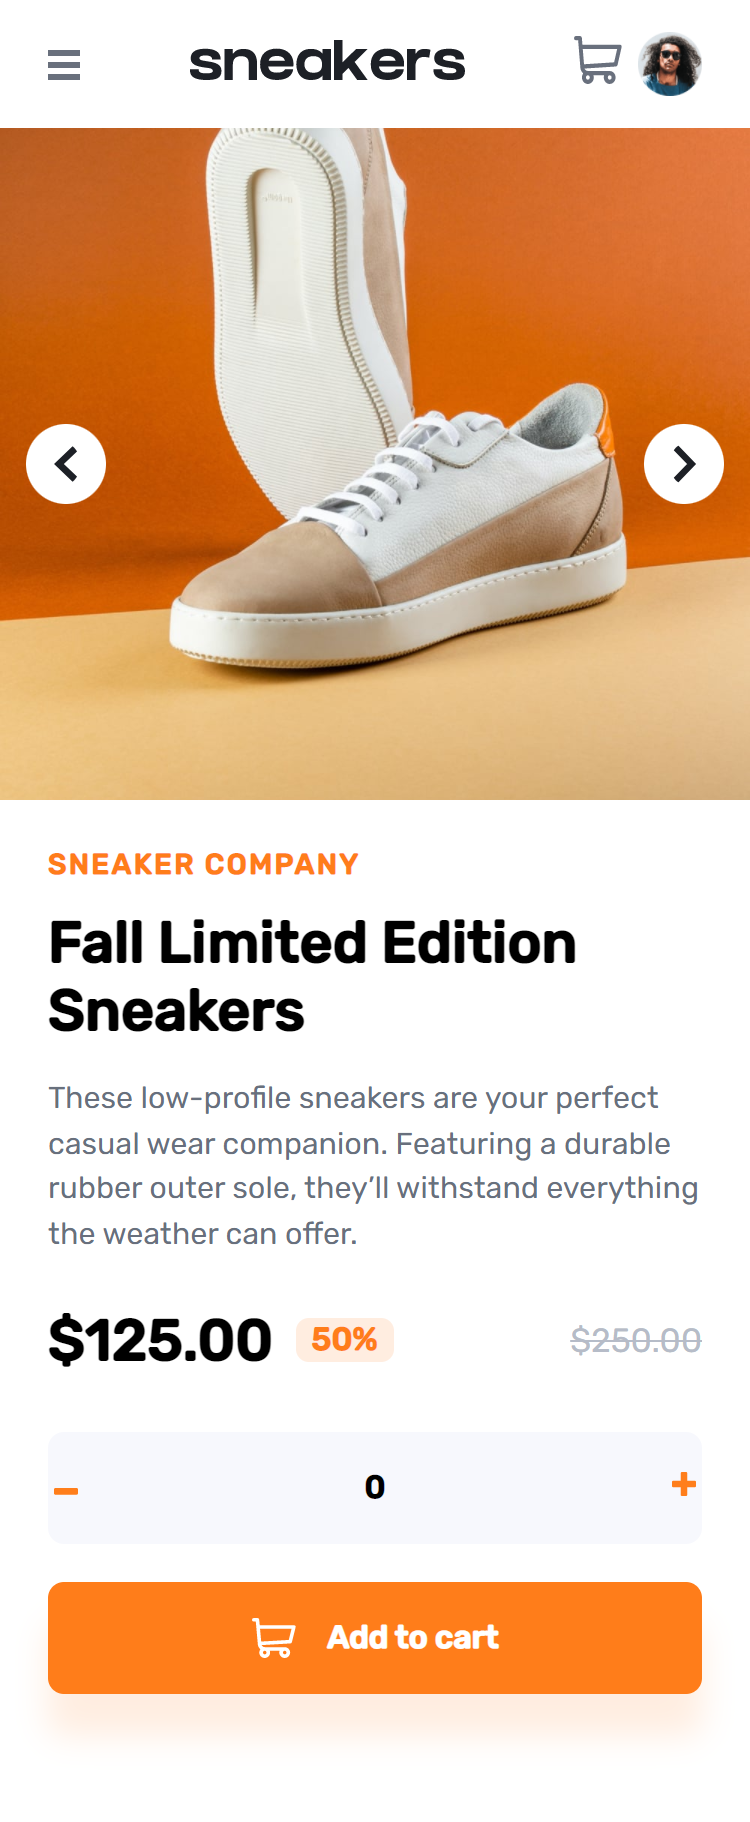 sneakers
SNEAKER COMPANY
Fall Limited Edition
Sneakers
These low-profile sneakers are your perfect
casual wear companion. Featuring a durable
rubber outer sole, they’ll withstand everything
the weather can offer.
$125.00 50% $250.00
0
Add to cart